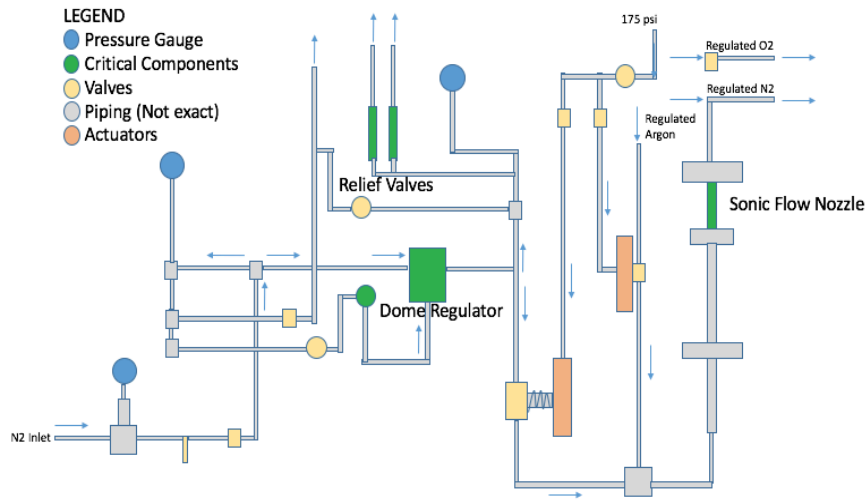 LEGEND
Pressure Gauge
Critical Components
Valves
Piping (Not exact)
Actuators
175 psi
Regulated O2
Regulated N2
Regulated
Argon
Relief Valves
Sonic Flow Nozzle
Dome Regulator
N2 Inlet